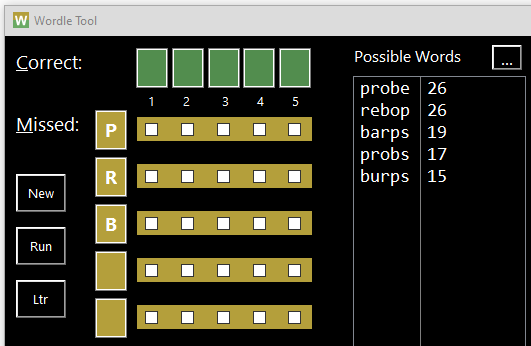 W Wordle Tool
Correct:
1 2 3 4 5
Missed:
P
R
B
New
Run
Ltr
Possible Words ...
probe 26
rebop 26
barps 19
probs 17
burps 15